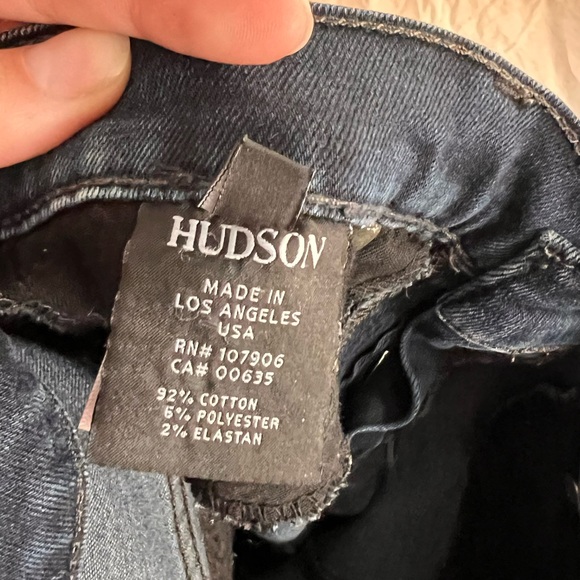 HUDSON
MADE IN
LOS ANGELES
USA
RN# 107906
CA# 00635
92% COTTON
6% POLYESTER
2% ELASTAN